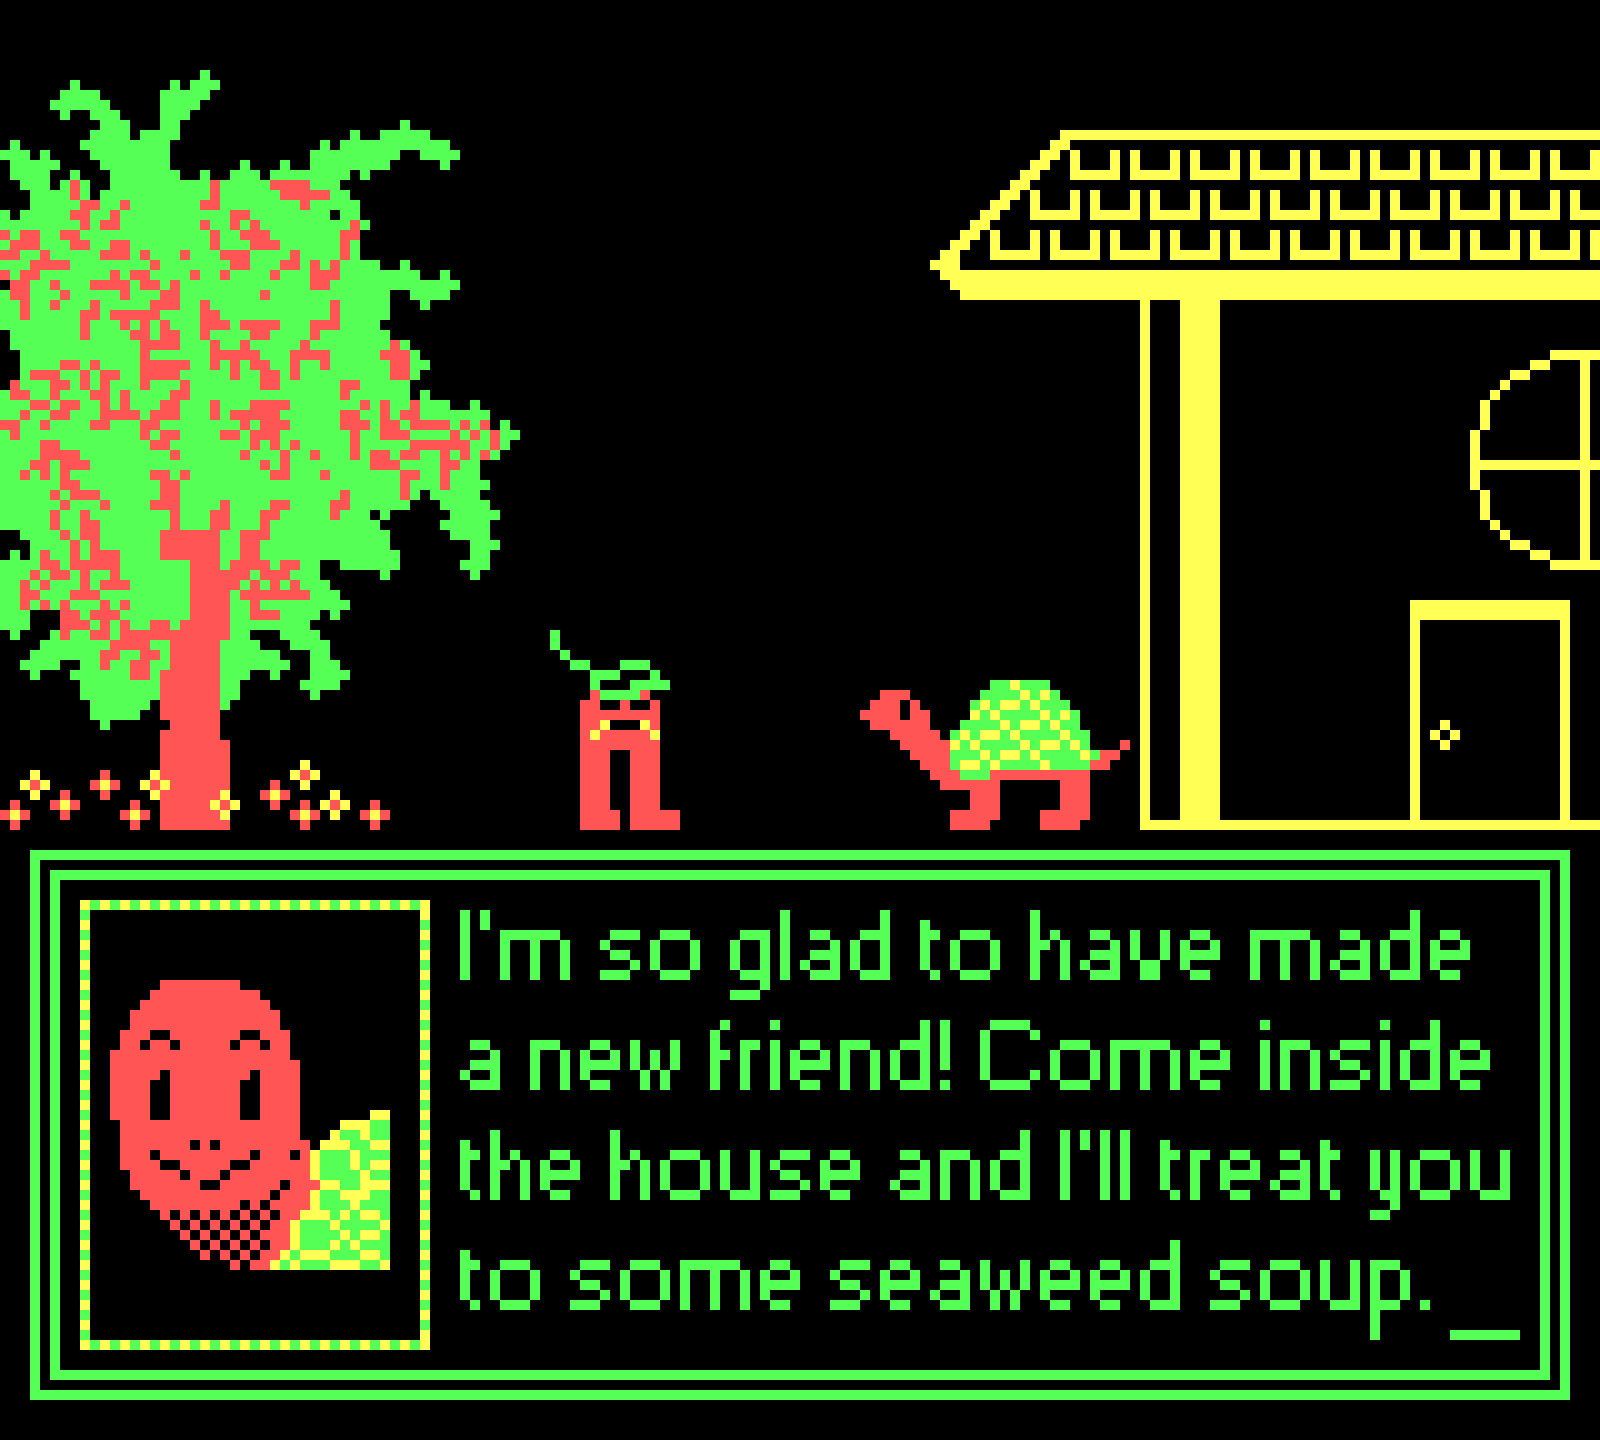 I'm so glad to have made
a new friend! Come inside
the house and I'll treat you
to some seaweed soup. _